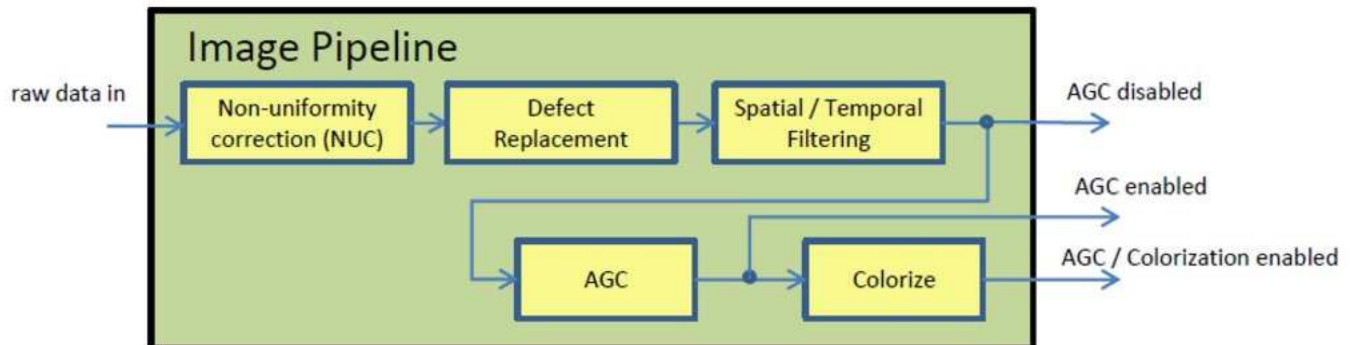 Image Pipeline
raw data in
Non-uniformity
correction (NUC)
Defect
Replacement
Spatial / Temporal
Filtering
AGC disabled
AGC enabled
AGC
Colorize
AGC / Colorization enabled